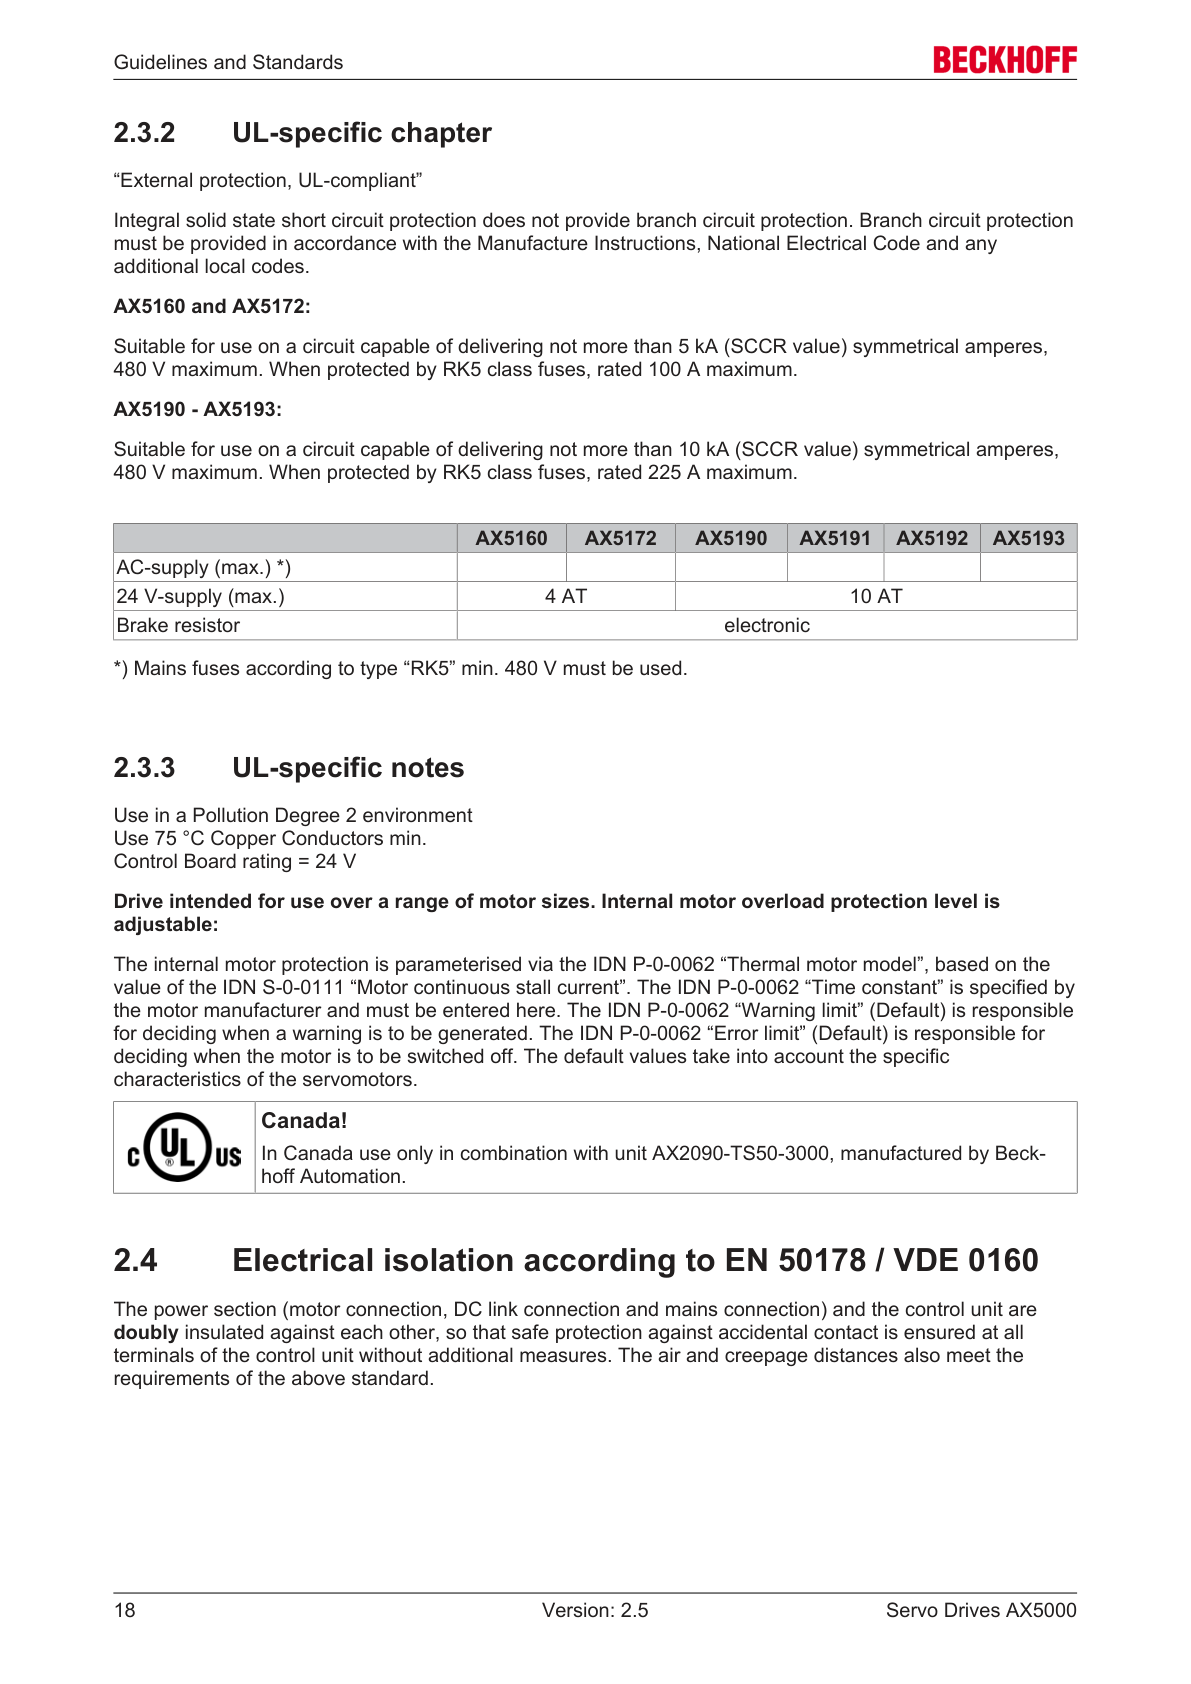 Guidelines and Standards
BECKHOFF
2.3.2 UL-specific chapter
“External protection, UL-compliant”
Integral solid state short circuit protection does not provide branch circuit protection. Branch circuit protection
must be provided in accordance with the Manufacture Instructions, National Electrical Code and any
additional local codes.
AX5160 and AX5172:
Suitable for use on a circuit capable of delivering not more than 5 kA (SCCR value) symmetrical amperes,
480 V maximum. When protected by RK5 class fuses, rated 100 A maximum.
AX5190 - AX5193:
Suitable for use on a circuit capable of delivering not more than 10 kA (SCCR value) symmetrical amperes,
480 V maximum. When protected by RK5 class fuses, rated 225 A maximum.
AX5160 AX5172 AX5190 AX5191 AX5192 AX5193
AC-supply (max.) *)
24 V-supply (max.) 4 AT 10 AT
Brake resistor electronic
*) Mains fuses according to type “RK5” min. 480 V must be used.
2.3.3 UL-specific notes
Use in a Pollution Degree 2 environment
Use 75 °C Copper Conductors min.
Control Board rating = 24 V
Drive intended for use over a range of motor sizes. Internal motor overload protection level is
adjustable:
The internal motor protection is parameterised via the IDN P-0-0062 “Thermal motor model”, based on the
value of the IDN S-0-0111 “Motor continuous stall current”. The IDN P-0-0062 “Time constant” is specified by
the motor manufacturer and must be entered here. The IDN P-0-0062 “Warning limit” (Default) is responsible
for deciding when a warning is to be generated. The IDN P-0-0062 “Error limit” (Default) is responsible for
deciding when the motor is to be switched off. The default values take into account the specific
characteristics of the servomotors.
C UL ® US
Canada!
In Canada use only in combination with unit AX2090-TS50-3000, manufactured by Beck-
hoff Automation.
2.4 Electrical isolation according to EN 50178 / VDE 0160
The power section (motor connection, DC link connection and mains connection) and the control unit are
doubly insulated against each other, so that safe protection against accidental contact is ensured at all
terminals of the control unit without additional measures. The air and creepage distances also meet the
requirements of the above standard.
18 Version: 2.5 Servo Drives AX5000